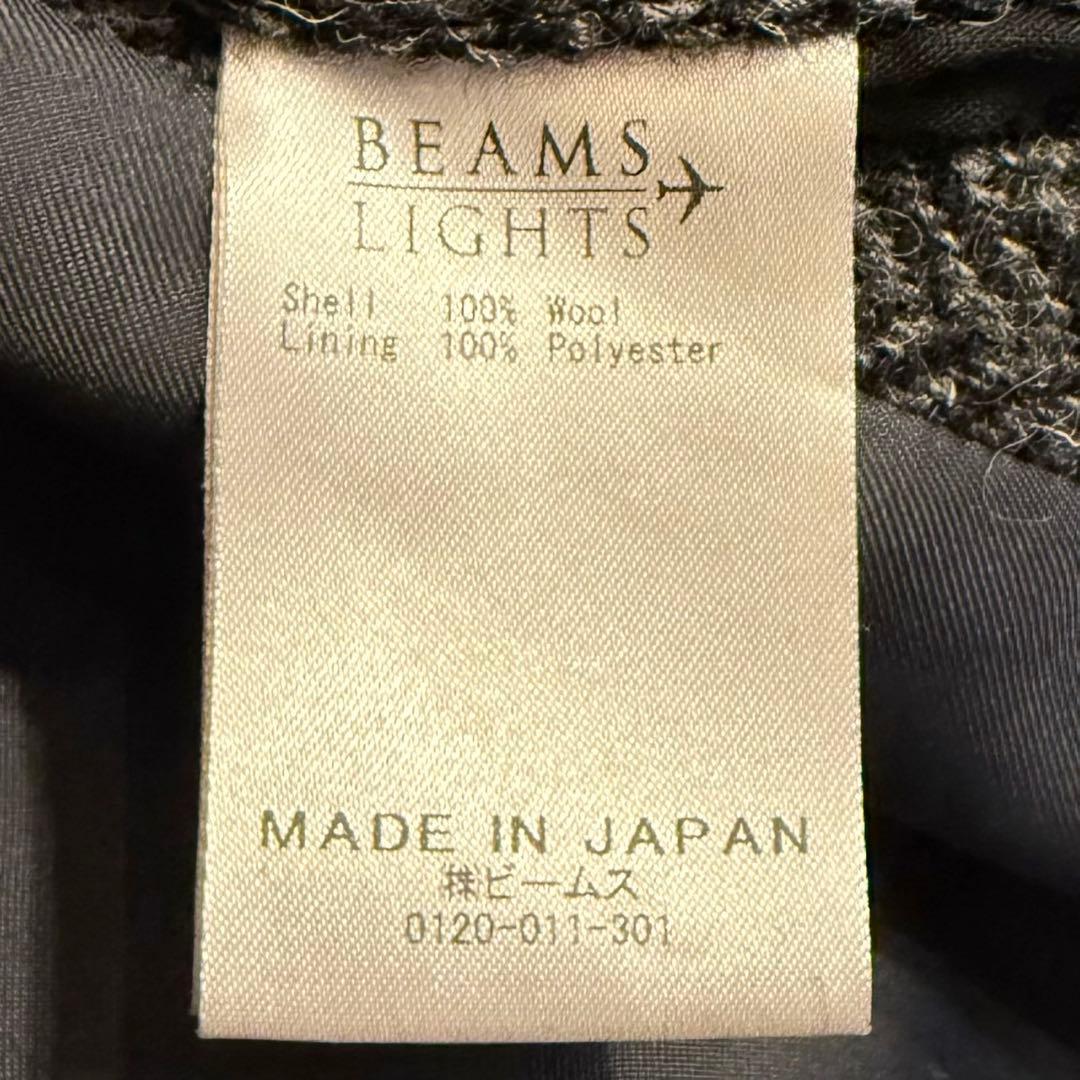 BEAMS
LIGHTS
Shell 100% Wool
Lining 100% Polyester
MADE IN JAPAN
株ビームス
0120-011-301